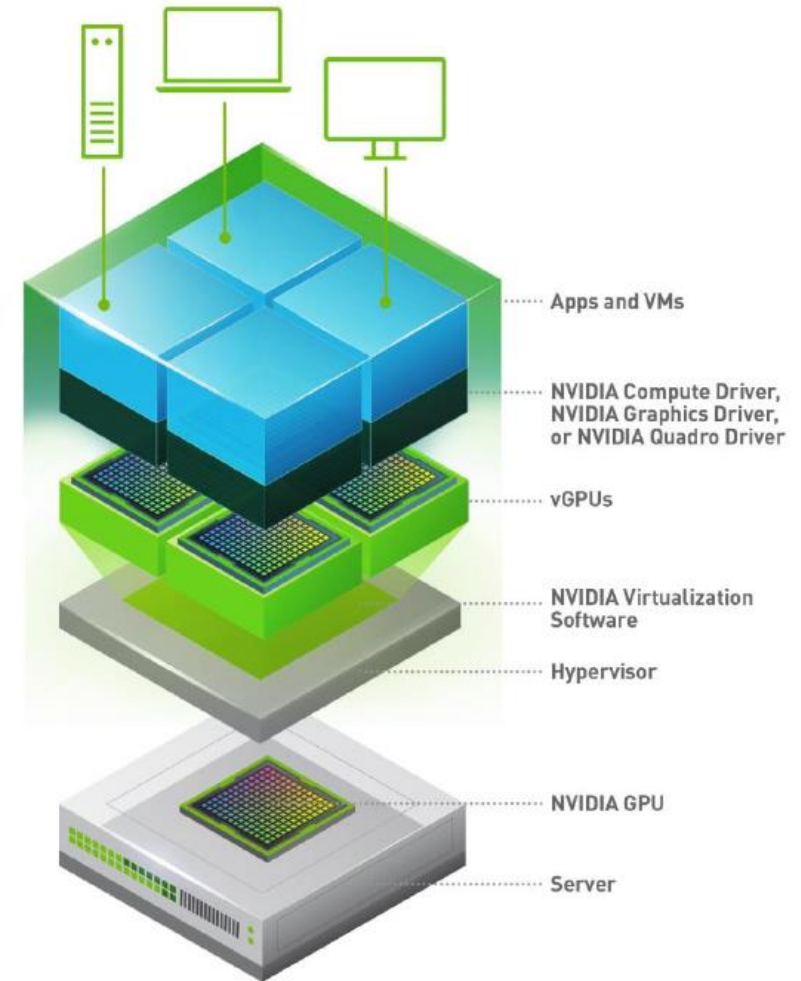 Apps and VMs
NVIDIA Compute Driver,
NVIDIA Graphics Driver,
or NVIDIA Quadro Driver
vGPUs
NVIDIA Virtualization
Software
Hypervisor
NVIDIA GPU
Server